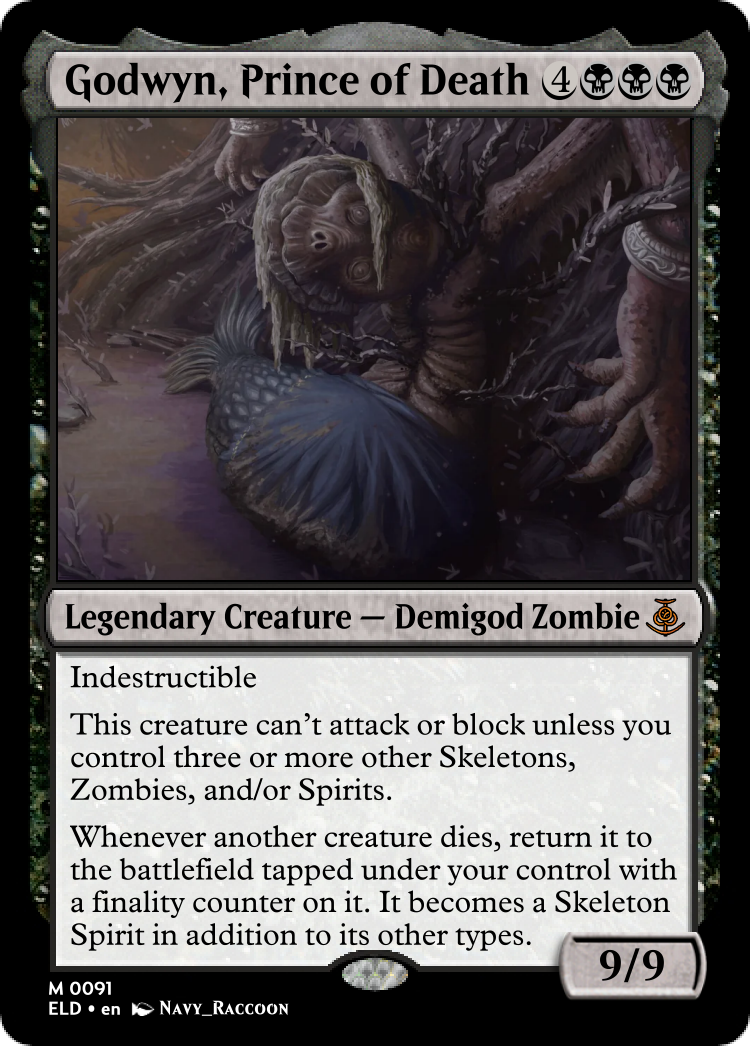 Godwyn, Prince of Death 4
Legendary Creature — Demigod Zombie
Indestructible
This creature can't attack or block unless you
control three or more other Skeletons,
Zombies, and/or Spirits.
Whenever another creature dies, return it to
the battlefield tapped under your control with
a finality counter on it. It becomes a Skeleton
Spirit in addition to its other types.
9/9
M 0091
ELD • en Navy_Raccoon